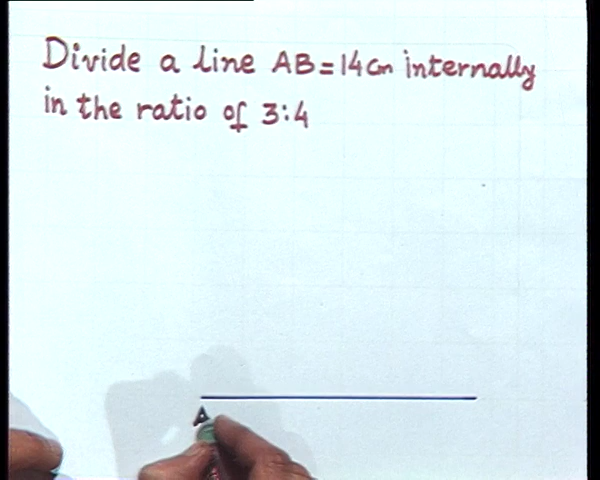 Divide a line AB=14cm internally
in the ratio of 3:4
A